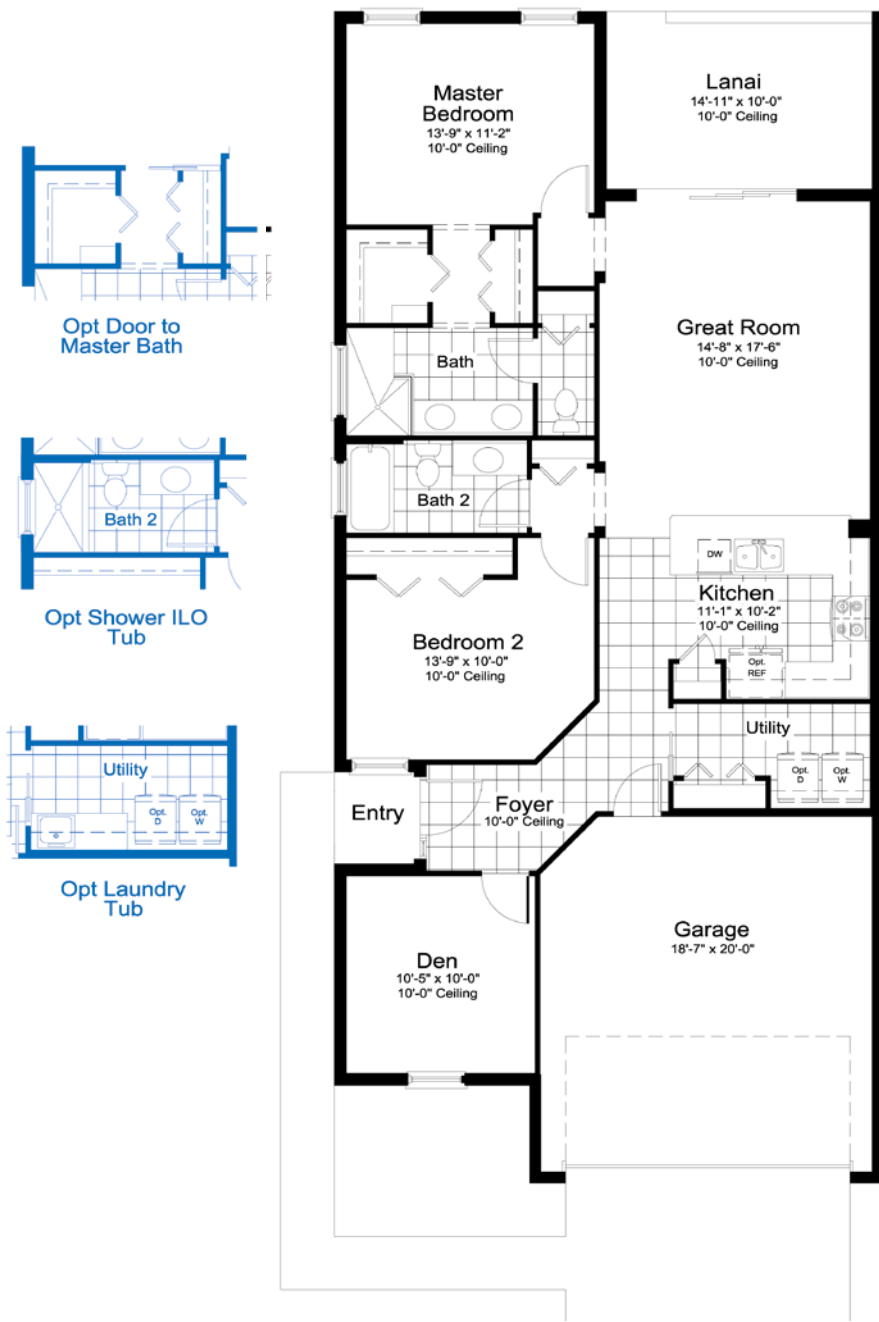 Master
Bedroom
13'-9" x 11'-2"
10'-0" Ceiling
Lanai
14'-11" x 10'-0"
10'-0" Ceiling
Opt Door to
Master Bath
Great Room
14'-8" x 17'-6"
10'-0" Ceiling
Bath
Bath 2
Bath 2
Opt Shower ILO
Tub
DW
Kitchen
11'-1" x 10'-2"
10'-0" Ceiling
Opt.
REF
Bedroom 2
13'-9" x 10'-0"
10'-0" Ceiling
Utility
Opt.
D
Opt.
W
Utility
Opt.
D
Opt.
W
Opt Laundry
Tub
Entry
Foyer
10'-0" Ceiling
Garage
18'-7" x 20'-0"
Den
10'-5" x 10'-0"
10'-0" Ceiling